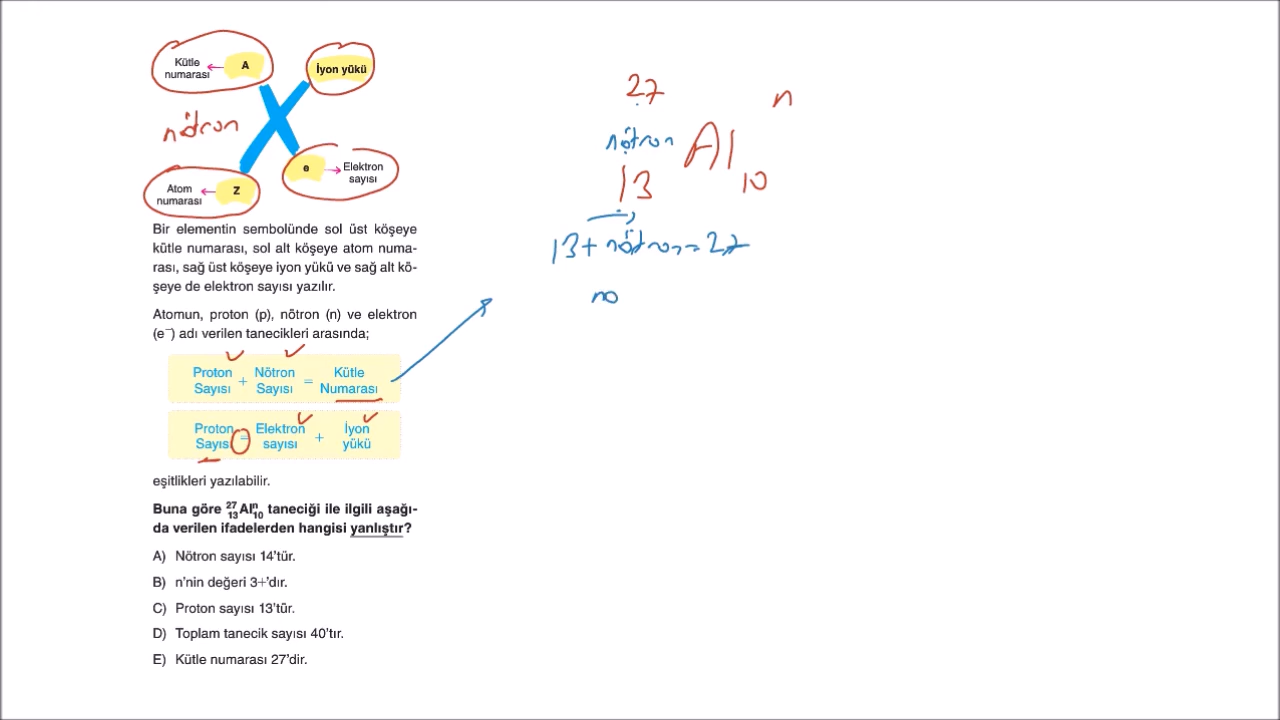 Kütle
numarası
A
İyon yükü
nötron
e
Elektron
sayısı
Atom
numarası
Z
Bir elementin sembolünde sol üst köşeye
kütle numarası, sol alt köşeye atom numa-
rası, sağ üst köşeye iyon yükü ve sağ alt kö-
şeye de elektron sayısı yazılır.
Atomun, proton (p), nötron (n) ve elektron
(e⁻) adı verilen tanecikleri arasında;
Proton Sayısı + Nötron Sayısı = Kütle Numarası
Proton Sayısı = Elektron sayısı + İyon yükü
eşitlikleri yazılabilir.
Buna göre ²⁷₁₃Alⁿ₁₀ taneciği ile ilgili aşağı-
da verilen ifadelerden hangisi yanlıştır?
A) Nötron sayısı 14'tür.
B) n'nin değeri 3+'dır.
C) Proton sayısı 13'tür.
D) Toplam tanecik sayısı 40'tır.
E) Kütle numarası 27'dir.
27
n
nötron Al
13
10
13 + nötron = 27
no